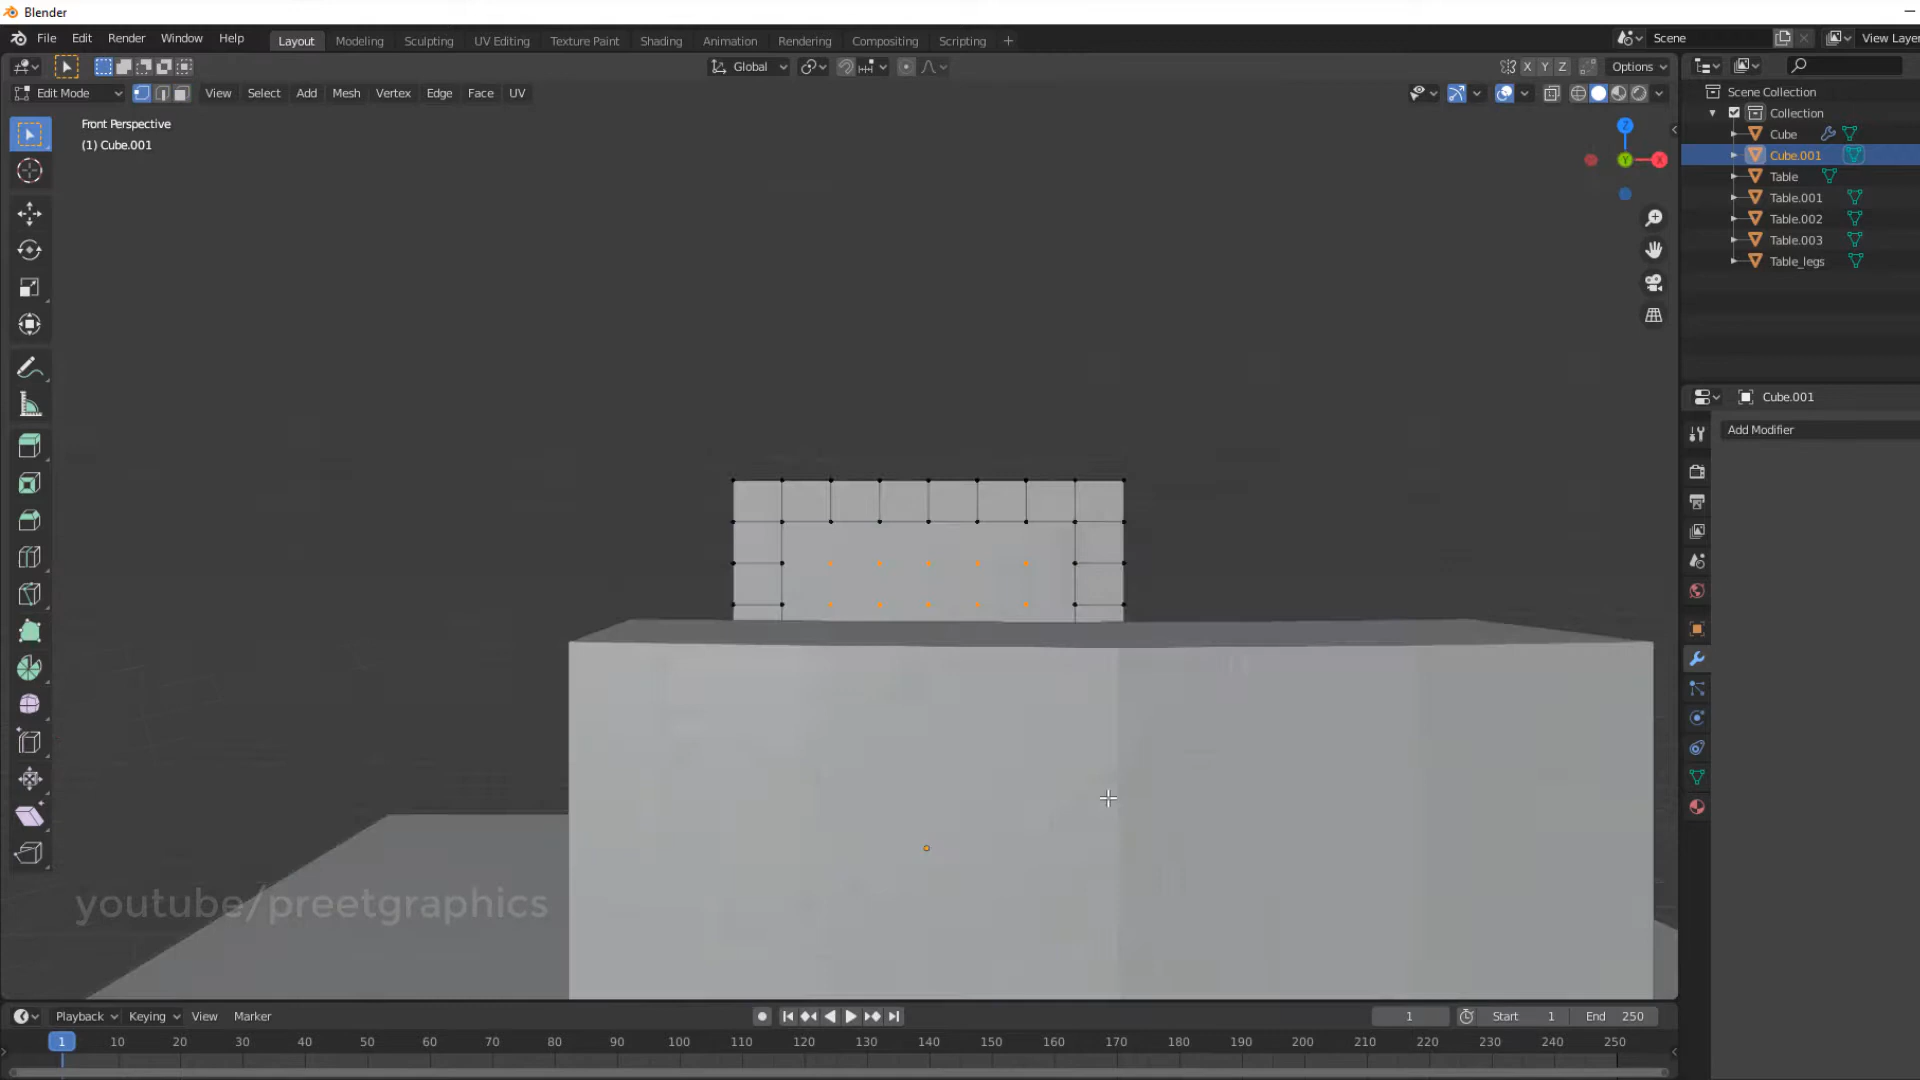 Blender
File Edit Render Window Help Layout Modeling Sculpting UV Editing Texture Paint Shading Animation Rendering Compositing Scripting +
Scene View Layer
Global X Y Z Options
Edit Mode View Select Add Mesh Vertex Edge Face UV
Scene Collection
Collection
Cube
Cube.001
Table
Table.001
Table.002
Table.003
Table_legs
Front Perspective
(1) Cube.001
Z
Y
X
Cube.001
Add Modifier
youtube/preetgraphics
Playback Keying View Marker 1 Start 1 End 250
1 10 20 30 40 50 60 70 80 90 100 110 120 130 140 150 160 170 180 190 200 210 220 230 240 250